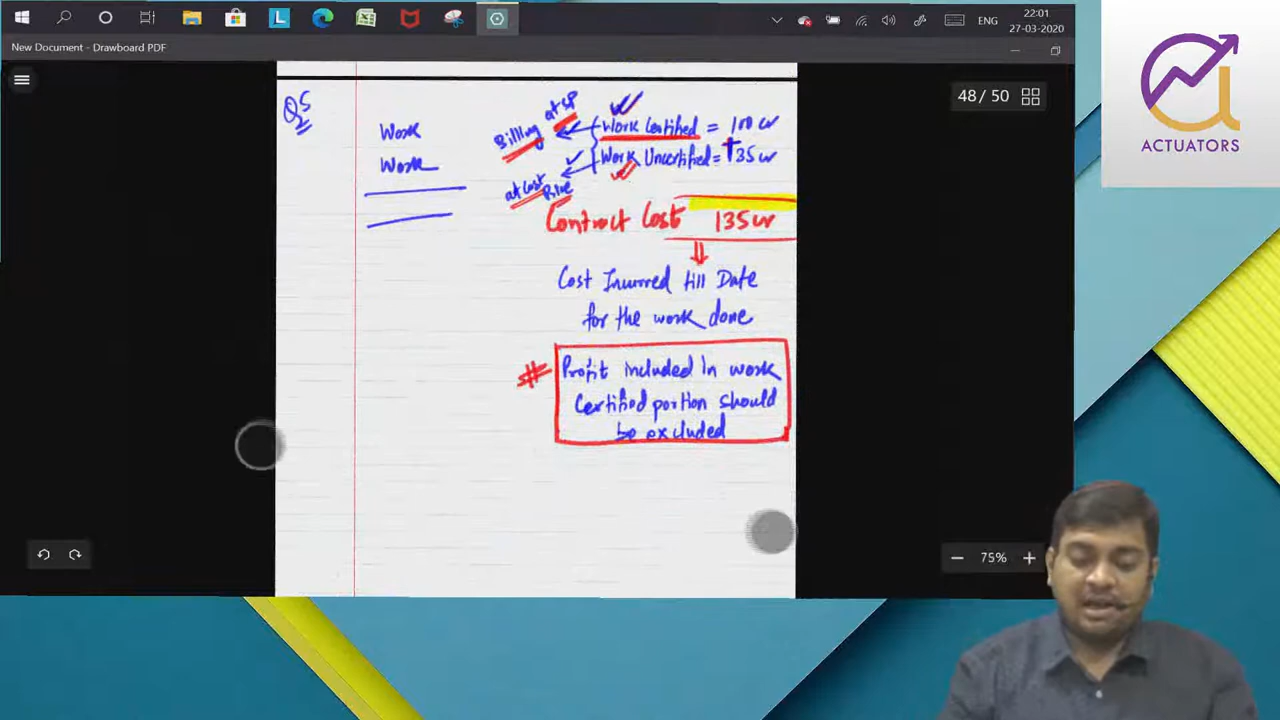 22:01
ENG
27-03-2020
New Document - Drawboard PDF
48 / 50
ACTUATORS
Q5
Work
Work
Billing at SP
Work Certified = 100 cr
Work Uncertified = +35 cr
at Cost
Price
Contract Cost 135 cr
Cost Incurred till Date
for the work done
# Profit included in work
Certified portion should
be excluded
75%